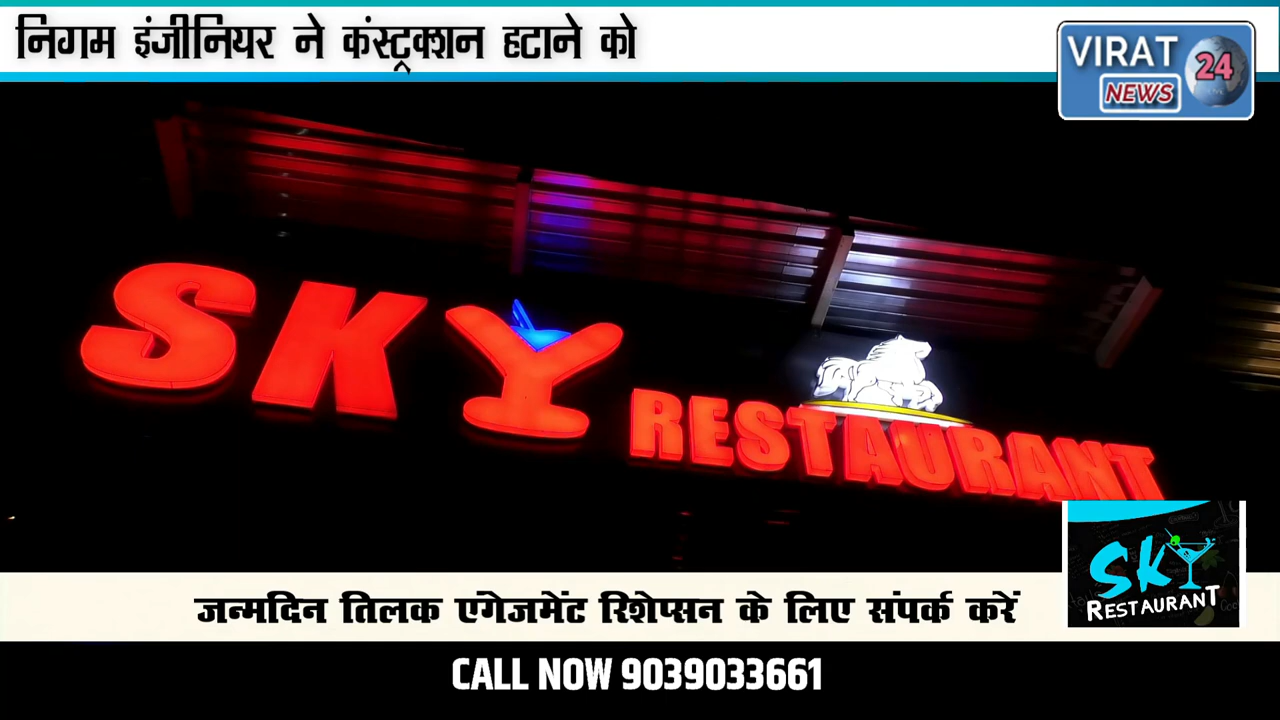 निगम इंजीनियर ने कंस्ट्रक्शन हटाने को
VIRAT 24
NEWS
SKY RESTAURANT
SKY
RESTAURANT
जन्मदिन तिलक एंगेजमेंट रिशेप्सन के लिए संपर्क करें
CALL NOW 9039033661